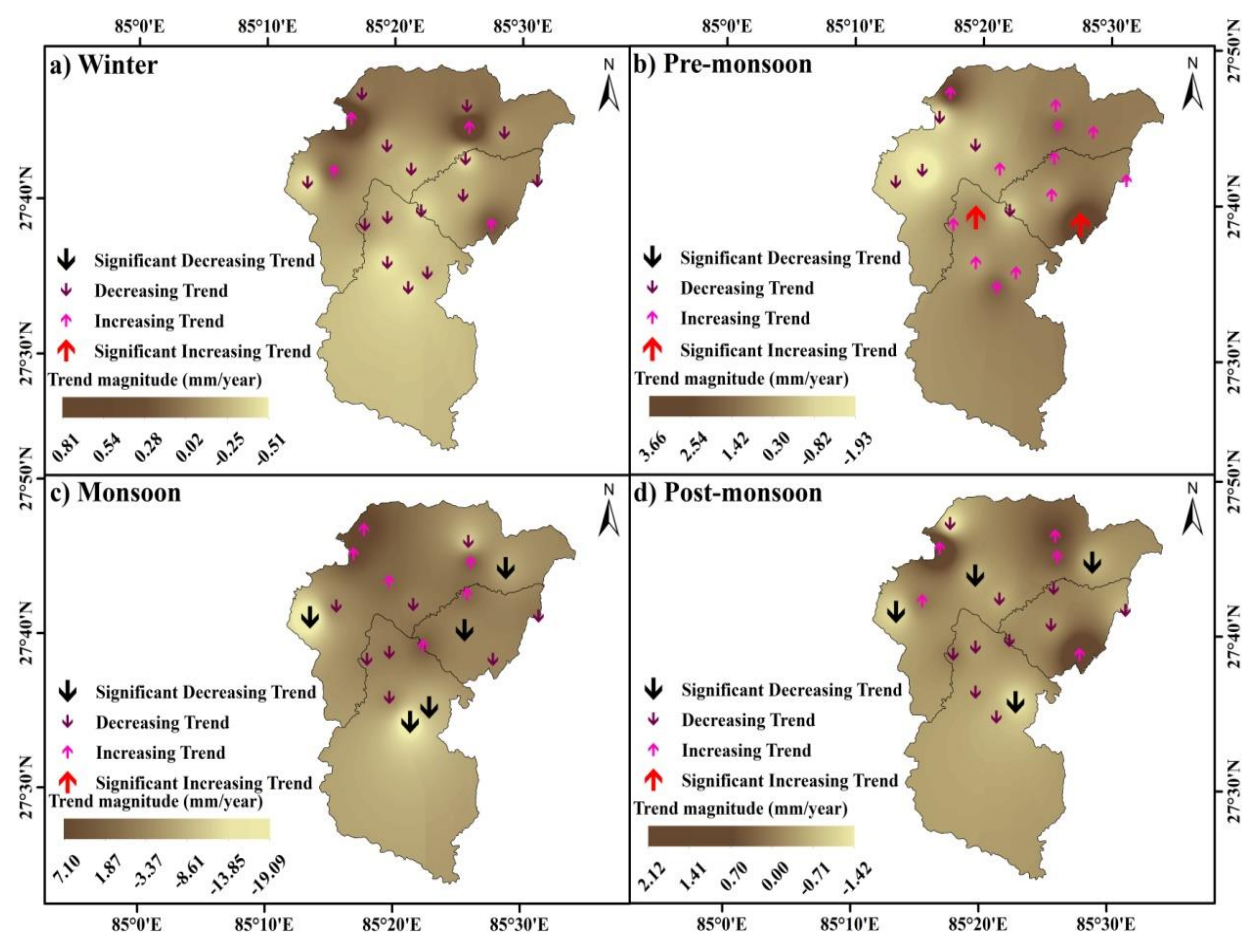 85°0'E 85°10'E 85°20'E 85°30'E 85°0'E 85°10'E 85°20'E 85°30'E
a) Winter
N
27°40'N
27°30'N
Significant Decreasing Trend
Decreasing Trend
Increasing Trend
Significant Increasing Trend
Trend magnitude (mm/year)
0.81 0.54 0.28 0.02 -0.25 -0.51
b) Pre-monsoon
N
27°50'N
27°40'N
27°30'N
Significant Decreasing Trend
Decreasing Trend
Increasing Trend
Significant Increasing Trend
Trend magnitude (mm/year)
3.66 2.54 1.42 0.30 -0.82 -1.93
c) Monsoon
N
27°50'N
27°40'N
27°30'N
Significant Decreasing Trend
Decreasing Trend
Increasing Trend
Significant Increasing Trend
Trend magnitude (mm/year)
7.10 1.87 -3.37 -8.61 -13.85 -19.09
d) Post-monsoon
N
27°50'N
27°40'N
27°30'N
Significant Decreasing Trend
Decreasing Trend
Increasing Trend
Significant Increasing Trend
Trend magnitude (mm/year)
2.12 1.41 0.70 0.00 -0.71 -1.42
85°0'E 85°10'E 85°20'E 85°30'E 85°0'E 85°10'E 85°20'E 85°30'E